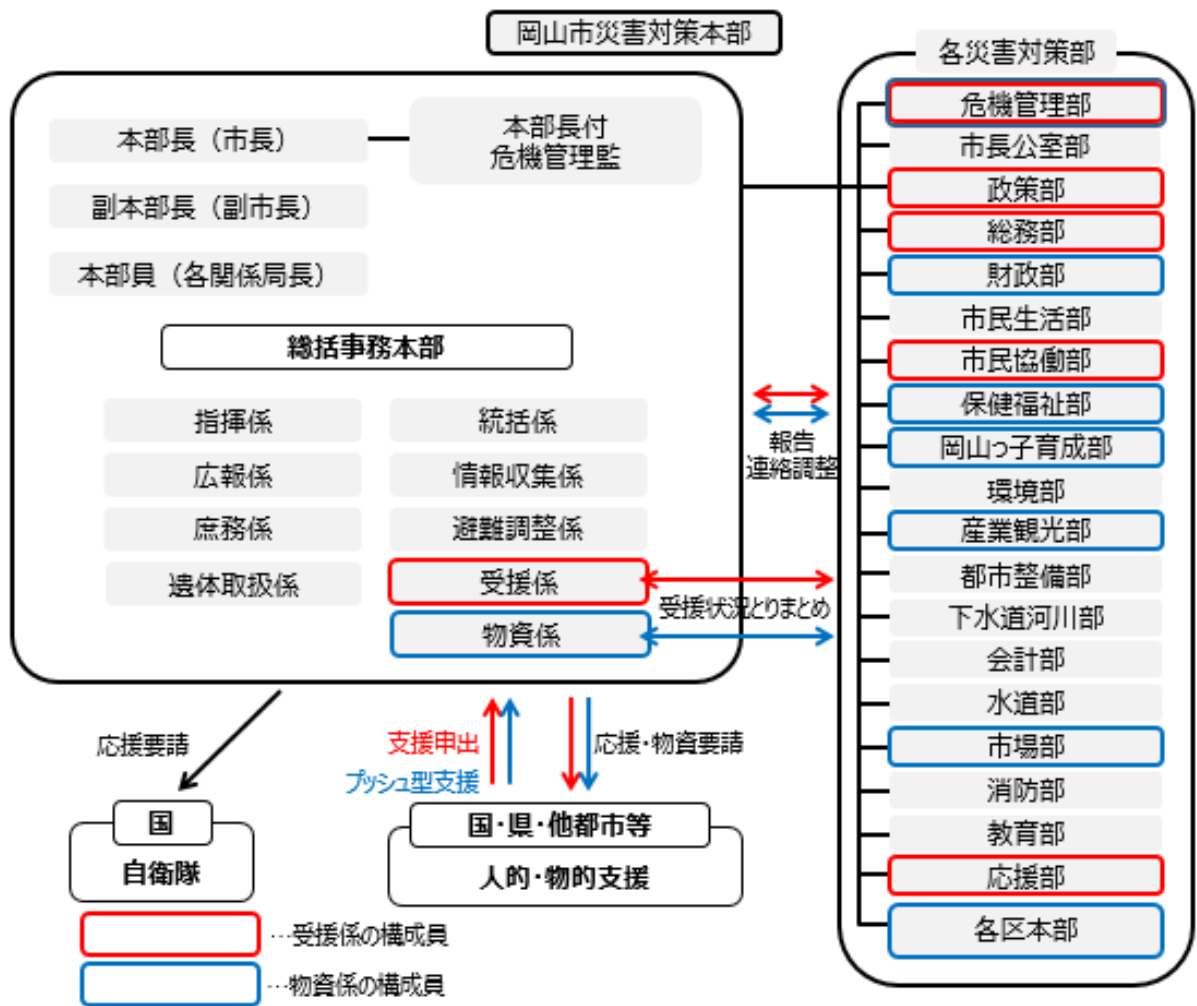 岡山市災害対策本部
本部長（市長）
本部長付
危機管理監
副本部長（副市長）
本部員（各関係局長）
総括事務本部
指揮係
統括係
広報係
情報収集係
庶務係
避難調整係
遺体取扱係
受援係
物資係
報告
連絡調整
受援状況とりまとめ
各災害対策部
危機管理部
市長公室部
政策部
総務部
財政部
市民生活部
市民協働部
保健福祉部
岡山っ子育成部
環境部
産業観光部
都市整備部
下水道河川部
会計部
水道部
市場部
消防部
教育部
応援部
各区本部
応援要請
支援申出
プッシュ型支援
応援・物資要請
国
自衛隊
国・県・他都市等
人的・物的支援
…受援係の構成員
…物資係の構成員